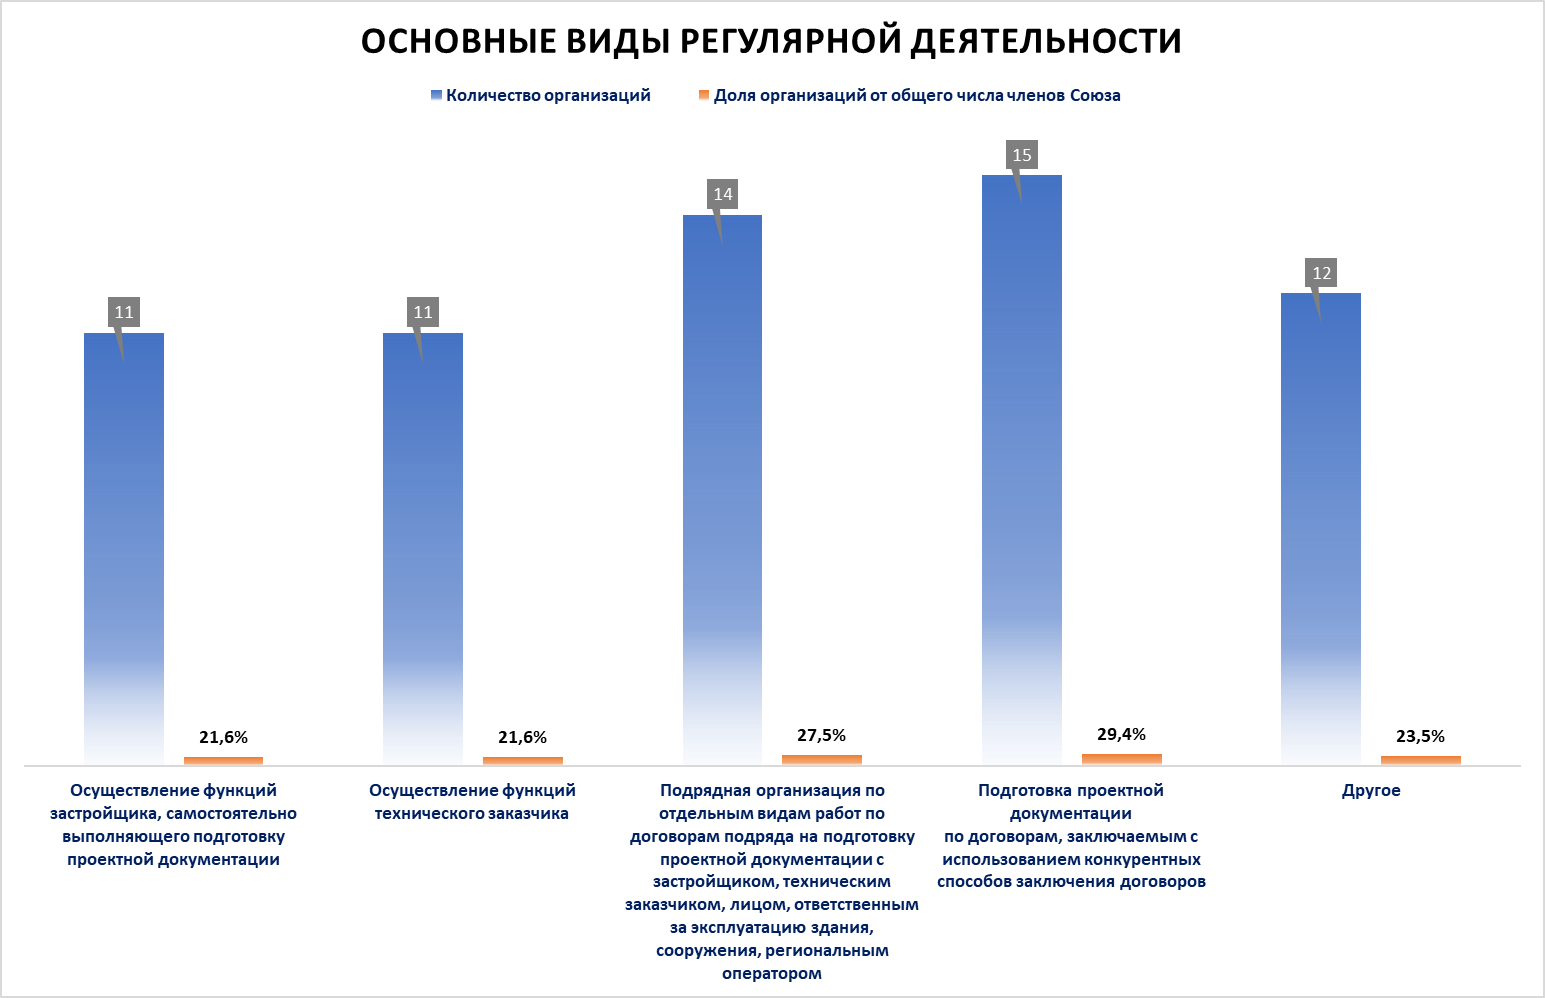 ОСНОВНЫЕ ВИДЫ РЕГУЛЯРНОЙ ДЕЯТЕЛЬНОСТИ
Количество организаций
Доля организаций от общего числа членов Союза
11
11
14
15
12
21,6%
21,6%
27,5%
29,4%
23,5%
Осуществление функций
застройщика, самостоятельно
выполняющего подготовку
проектной документации
Осуществление функций
технического заказчика
Подрядная организация по
отдельным видам работ по
договорам подряда на подготовку
проектной документации с
застройщиком, техническим
заказчиком, лицом, ответственным
за эксплуатацию здания,
сооружения, региональным
оператором
Подготовка проектной
документации
по договорам, заключаемым с
использованием конкурентных
способов заключения договоров
Другое